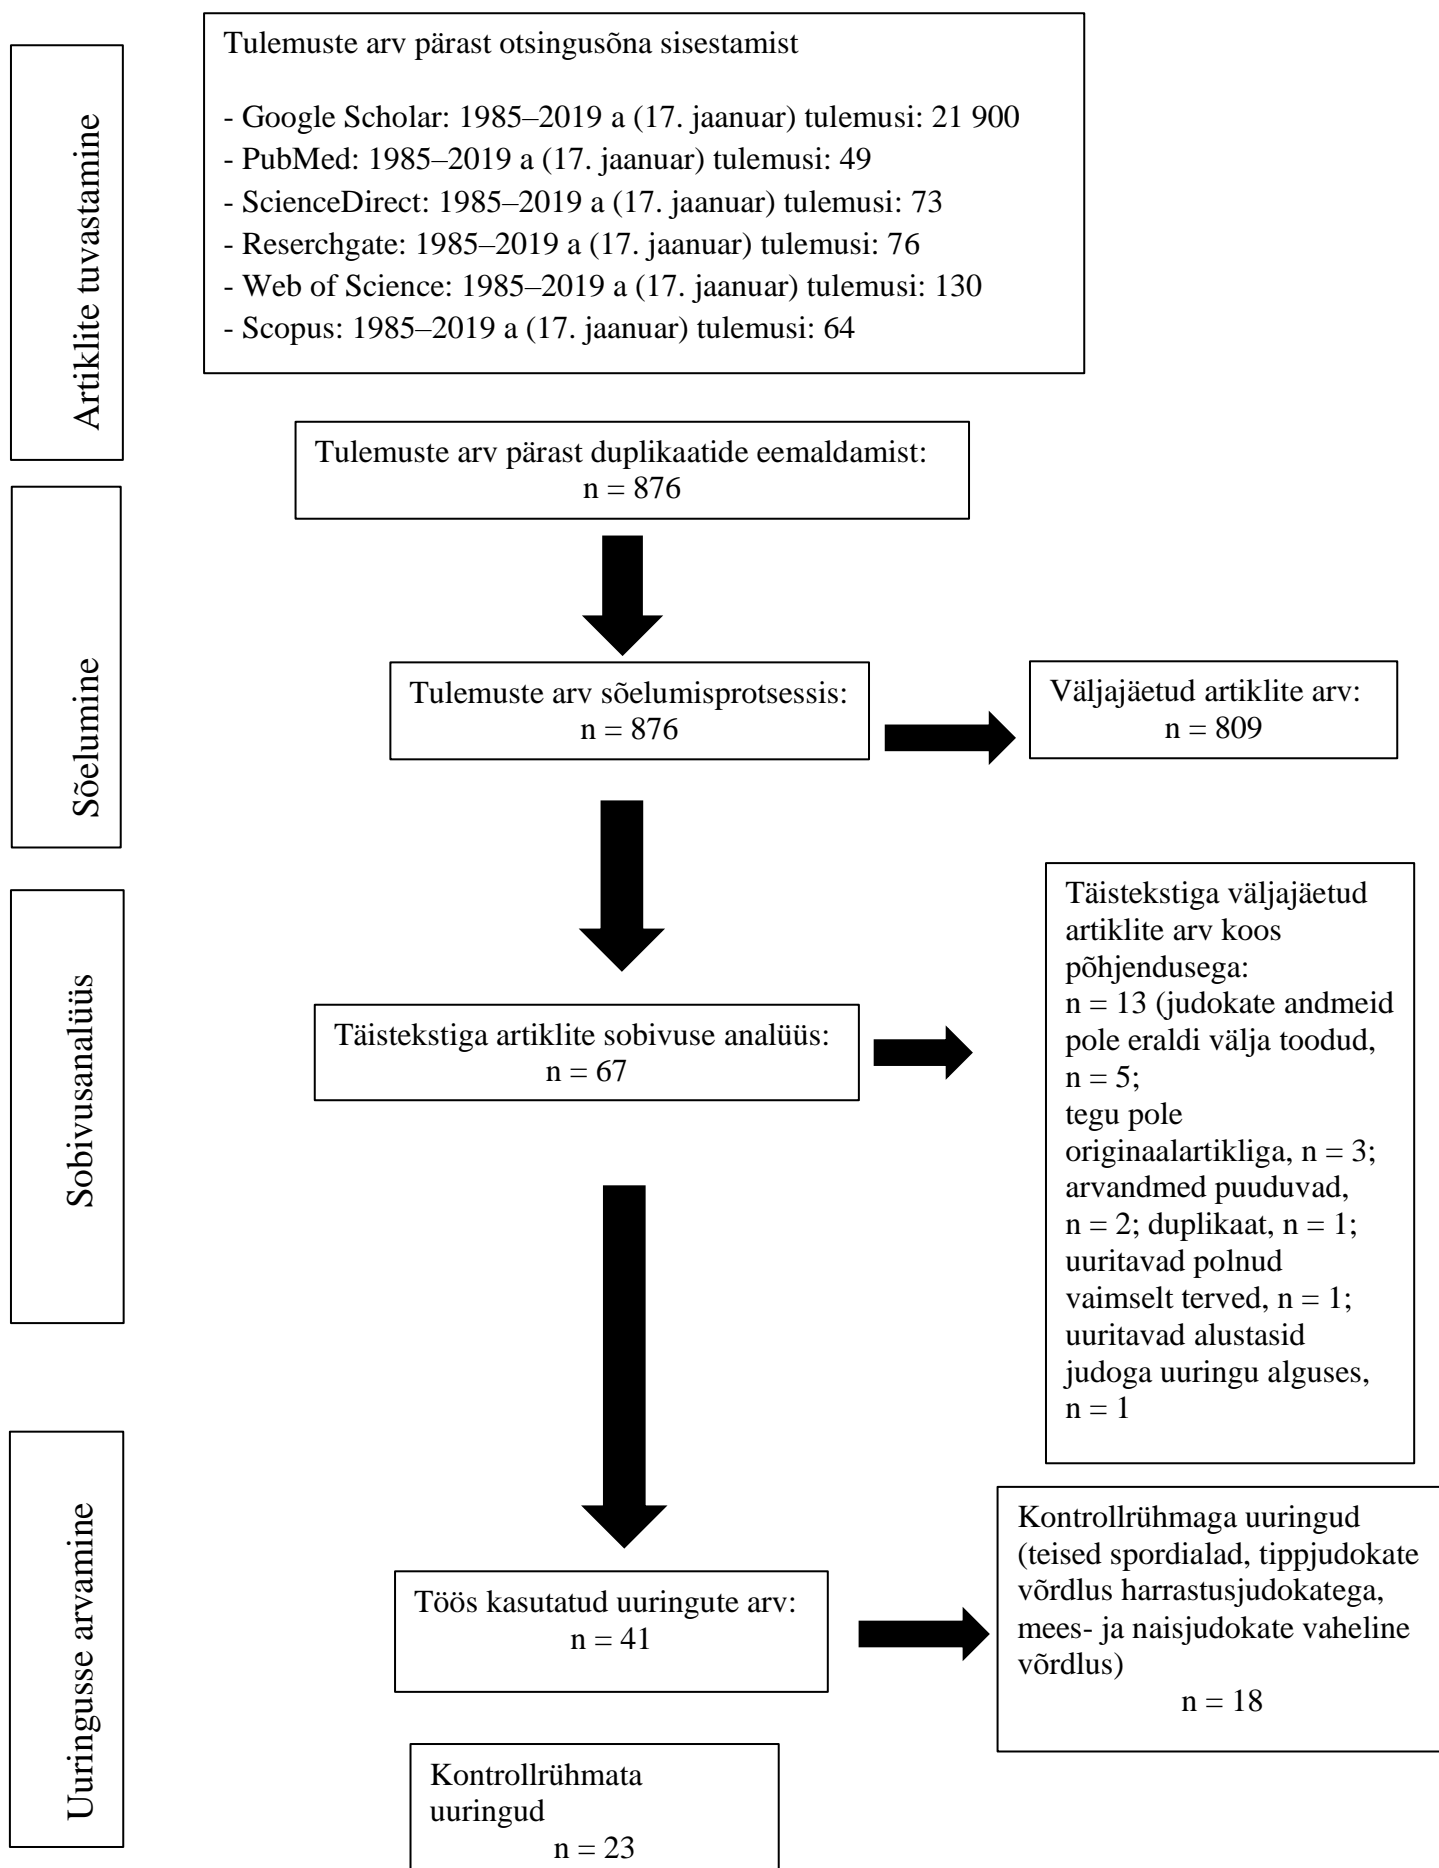 Artiklite tuvastamine
Tulemuste arv pärast otsingusõna sisestamist
- Google Scholar: 1985–2019 a (17. jaanuar) tulemusi: 21 900
- PubMed: 1985–2019 a (17. jaanuar) tulemusi: 49
- ScienceDirect: 1985–2019 a (17. jaanuar) tulemusi: 73
- Reserchgate: 1985–2019 a (17. jaanuar) tulemusi: 76
- Web of Science: 1985–2019 a (17. jaanuar) tulemusi: 130
- Scopus: 1985–2019 a (17. jaanuar) tulemusi: 64
Tulemuste arv pärast duplikaatide eemaldamist:
n = 876
Sõelumine
Tulemuste arv sõelumisprotsessis:
n = 876
Väljajäetud artiklite arv:
n = 809
Sobivusanalüüs
Täistekstiga artiklite sobivuse analüüs:
n = 67
Täistekstiga väljajäetud
artiklite arv koos
põhjendusega:
n = 13 (judokate andmeid
pole eraldi välja toodud,
n = 5;
tegu pole
originaalartikliga, n = 3;
arvandmed puuduvad,
n = 2; duplikaat, n = 1;
uuritavad polnud
vaimselt terved, n = 1;
uuritavad alustasid
judoga uuringu alguses,
n = 1
Uuringusse arvamine
Töös kasutatud uuringute arv:
n = 41
Kontrollrühmaga uuringud
(teised spordialad, tippjudokate
võrdlus harrastusjudokatega,
mees- ja naisjudokate vaheline
võrdlus)
n = 18
Kontrollrühmata
uuringud
n = 23